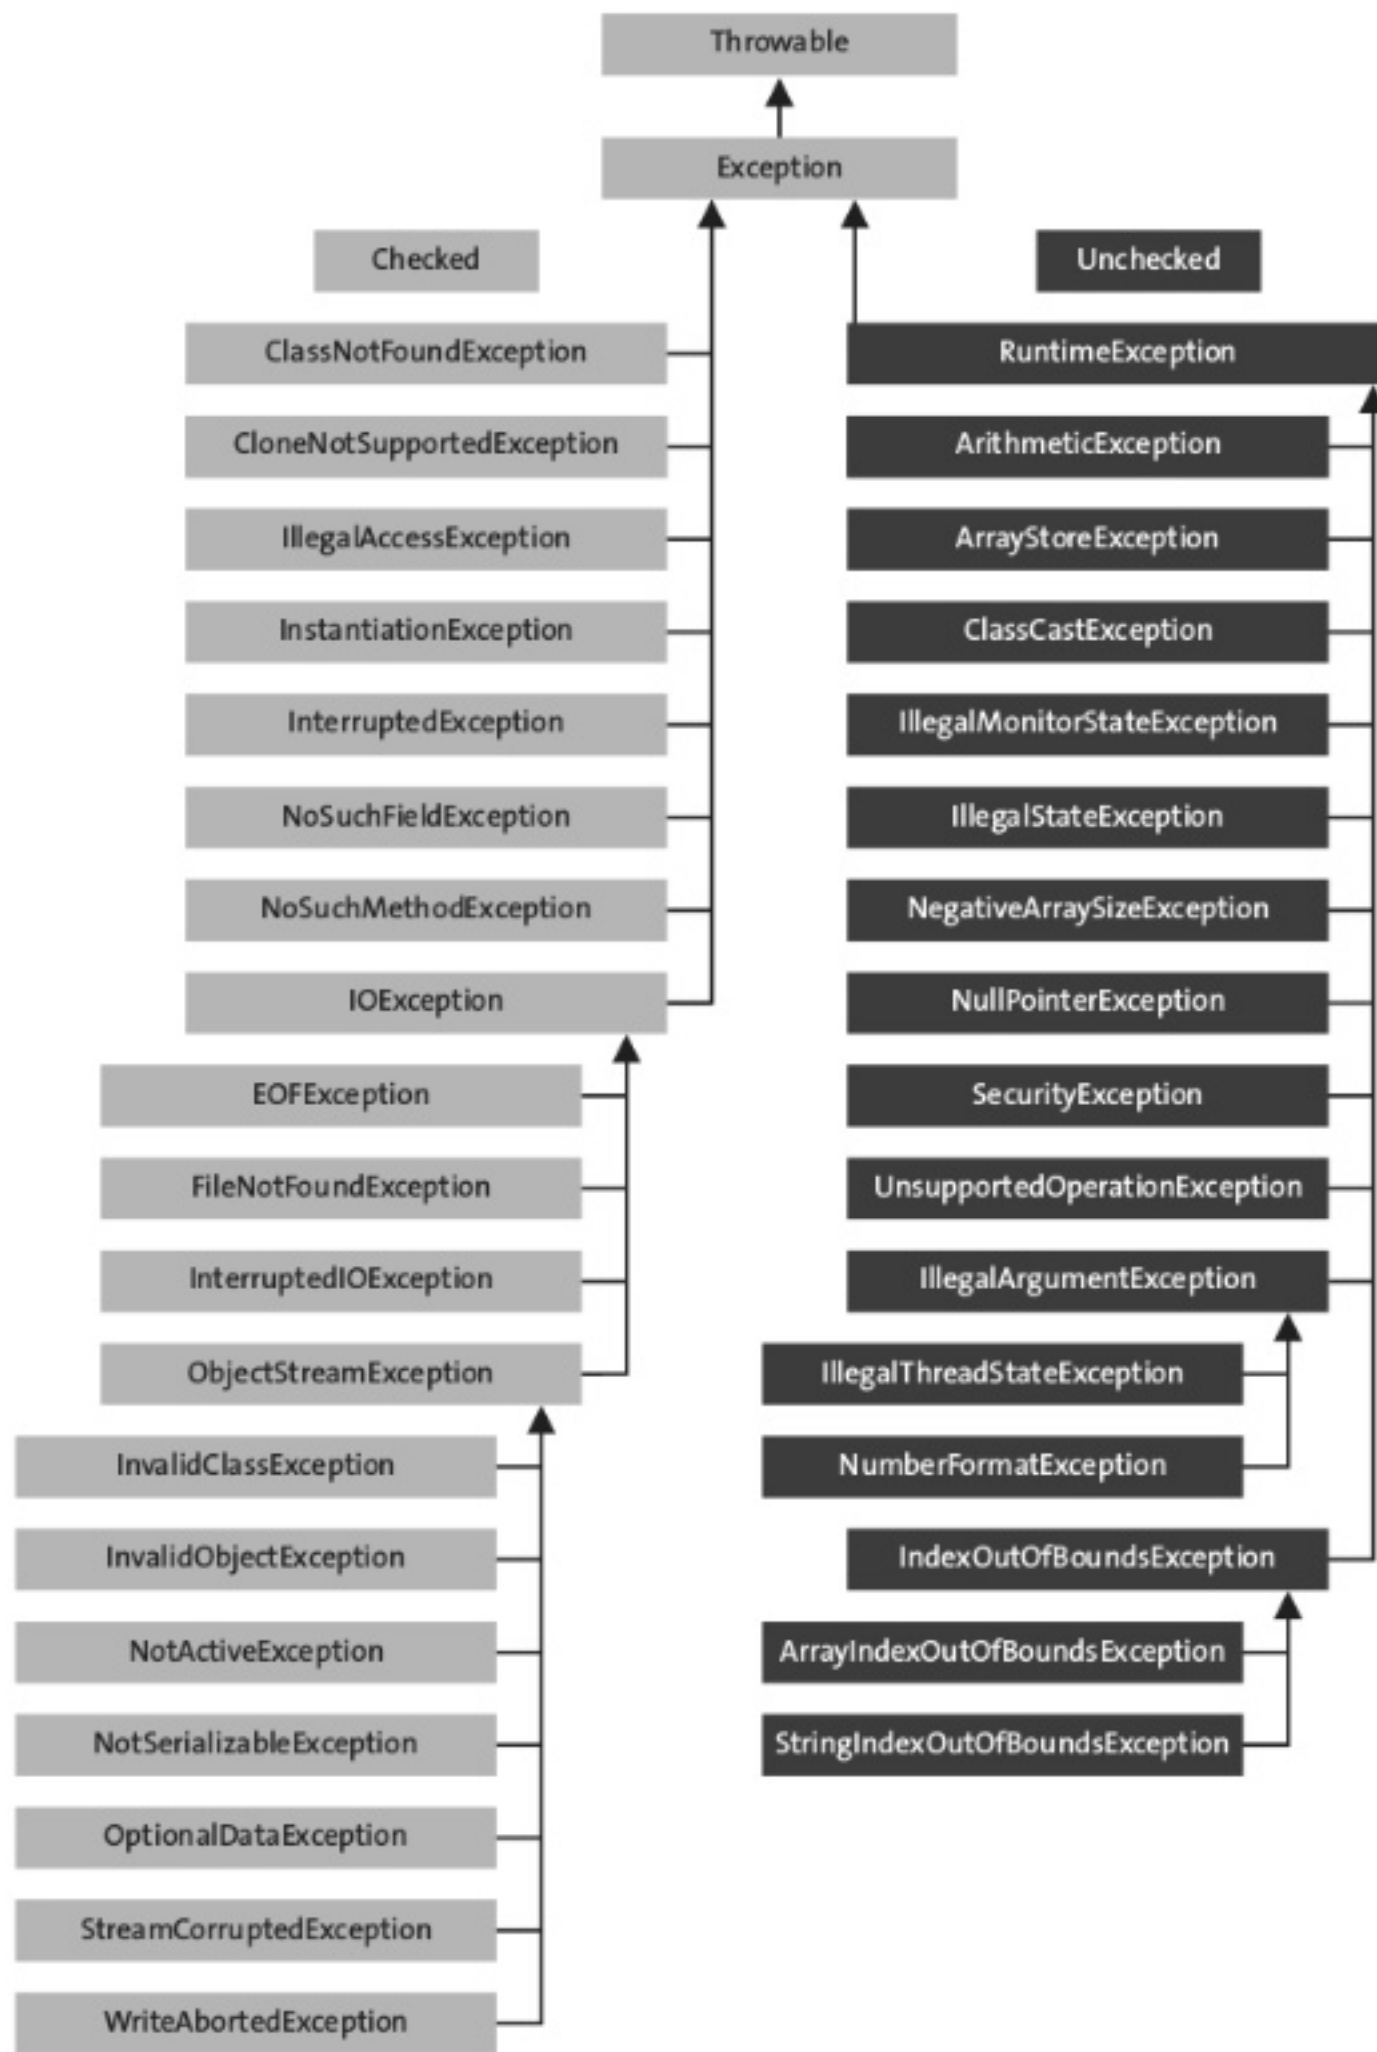 Throwable
Exception
Checked
ClassNotFoundException
CloneNotSupportedException
IllegalAccessException
InstantiationException
InterruptedException
NoSuchFieldException
NoSuchMethodException
IOException
EOFException
FileNotFoundException
InterruptedIOException
ObjectStreamException
InvalidClassException
InvalidObjectException
NotActiveException
NotSerializableException
OptionalDataException
StreamCorruptedException
WriteAbortedException
Unchecked
RuntimeException
ArithmeticException
ArrayStoreException
ClassCastException
IllegalMonitorStateException
IllegalStateException
NegativeArraySizeException
NullPointerException
SecurityException
UnsupportedOperationException
IllegalArgumentException
IllegalThreadStateException
NumberFormatException
IndexOutOfBoundsException
ArrayIndexOutOfBoundsException
StringIndexOutOfBoundsException